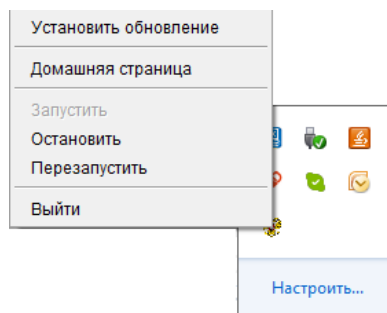 Установить обновление
Домашняя страница
Запустить
Остановить
Перезапустить
Выйти
Настроить...